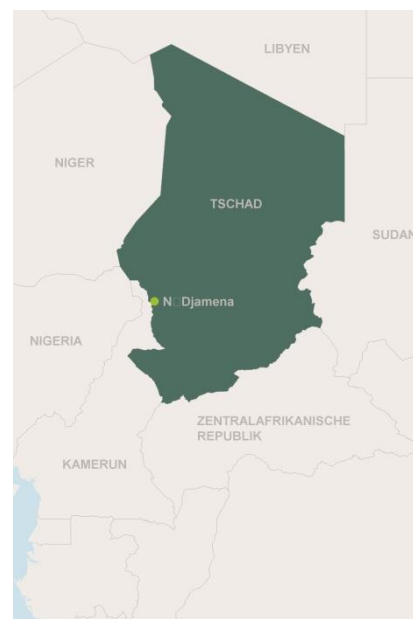 LIBYEN
NIGER
TSCHAD
SUDAN
N□Djamena
NIGERIA
ZENTRALAFRIKANISCHE
REPUBLIK
KAMERUN